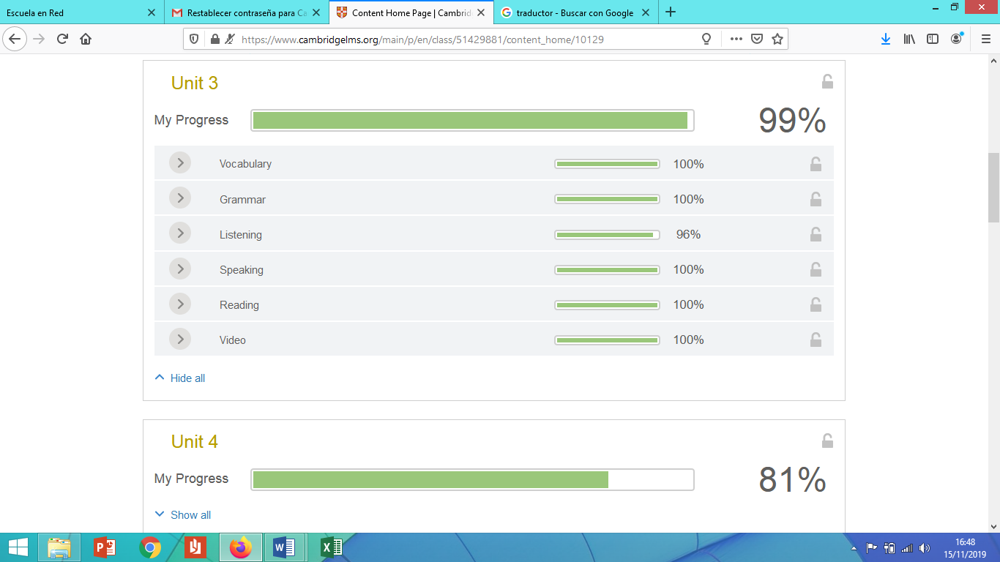 Escuela en Red
Restablecer contraseña para Ca
Content Home Page | Cambrid
traductor - Buscar con Google
https://www.cambridgelms.org/main/p/en/class/51429881/content_home/10129
Unit 3
My Progress
99%
Vocabulary 100%
Grammar 100%
Listening 96%
Speaking 100%
Reading 100%
Video 100%
Hide all
Unit 4
My Progress
81%
Show all
16:48
15/11/2019